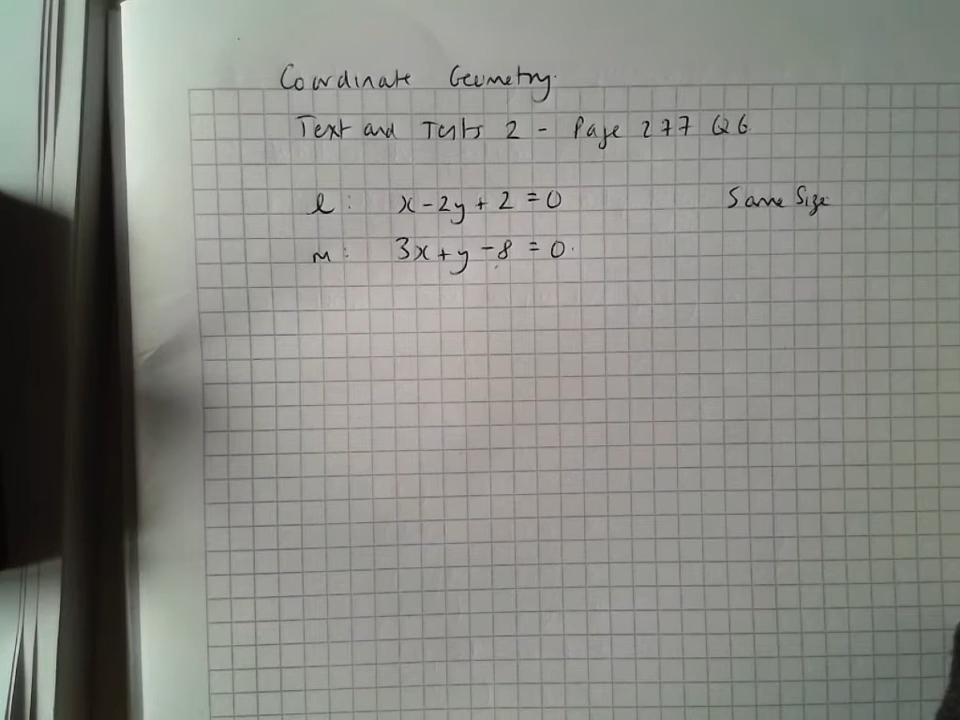 Coordinate Geometry.
Text and Tests 2 - Page 277 Q6
l: x - 2y + 2 = 0 Same Size
m: 3x + y - 8 = 0.